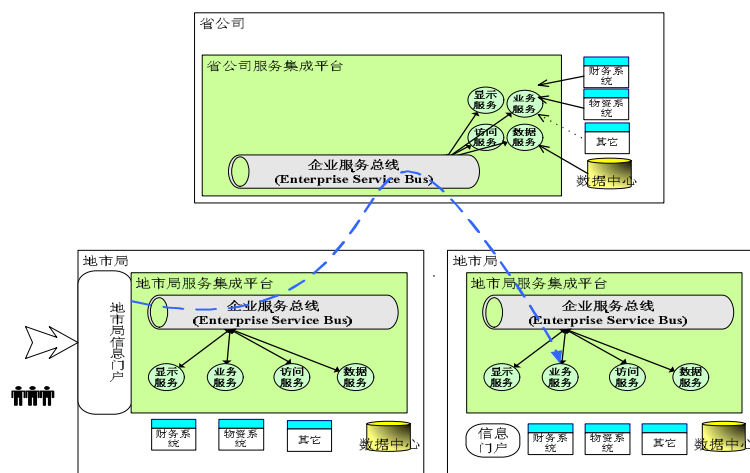 省公司
省公司服务集成平台
显示
服务
业务
服务
访问
服务
数据
服务
财务系
统
物资系
统
其它
数据中心
企业服务总线
(Enterprise Service Bus)
地市局
地市局信息门户
地市局服务集成平台
企业服务总线
(Enterprise Service Bus)
显示
服务
业务
服务
访问
服务
数据
服务
财务系
统
物资系
统
其它
数据中心
地市局
地市局服务集成平台
企业服务总线
(Enterprise Service Bus)
显示
服务
业务
服务
访问
服务
数据
服务
信息
门户
财务系
统
物资系
统
其它
数据中心